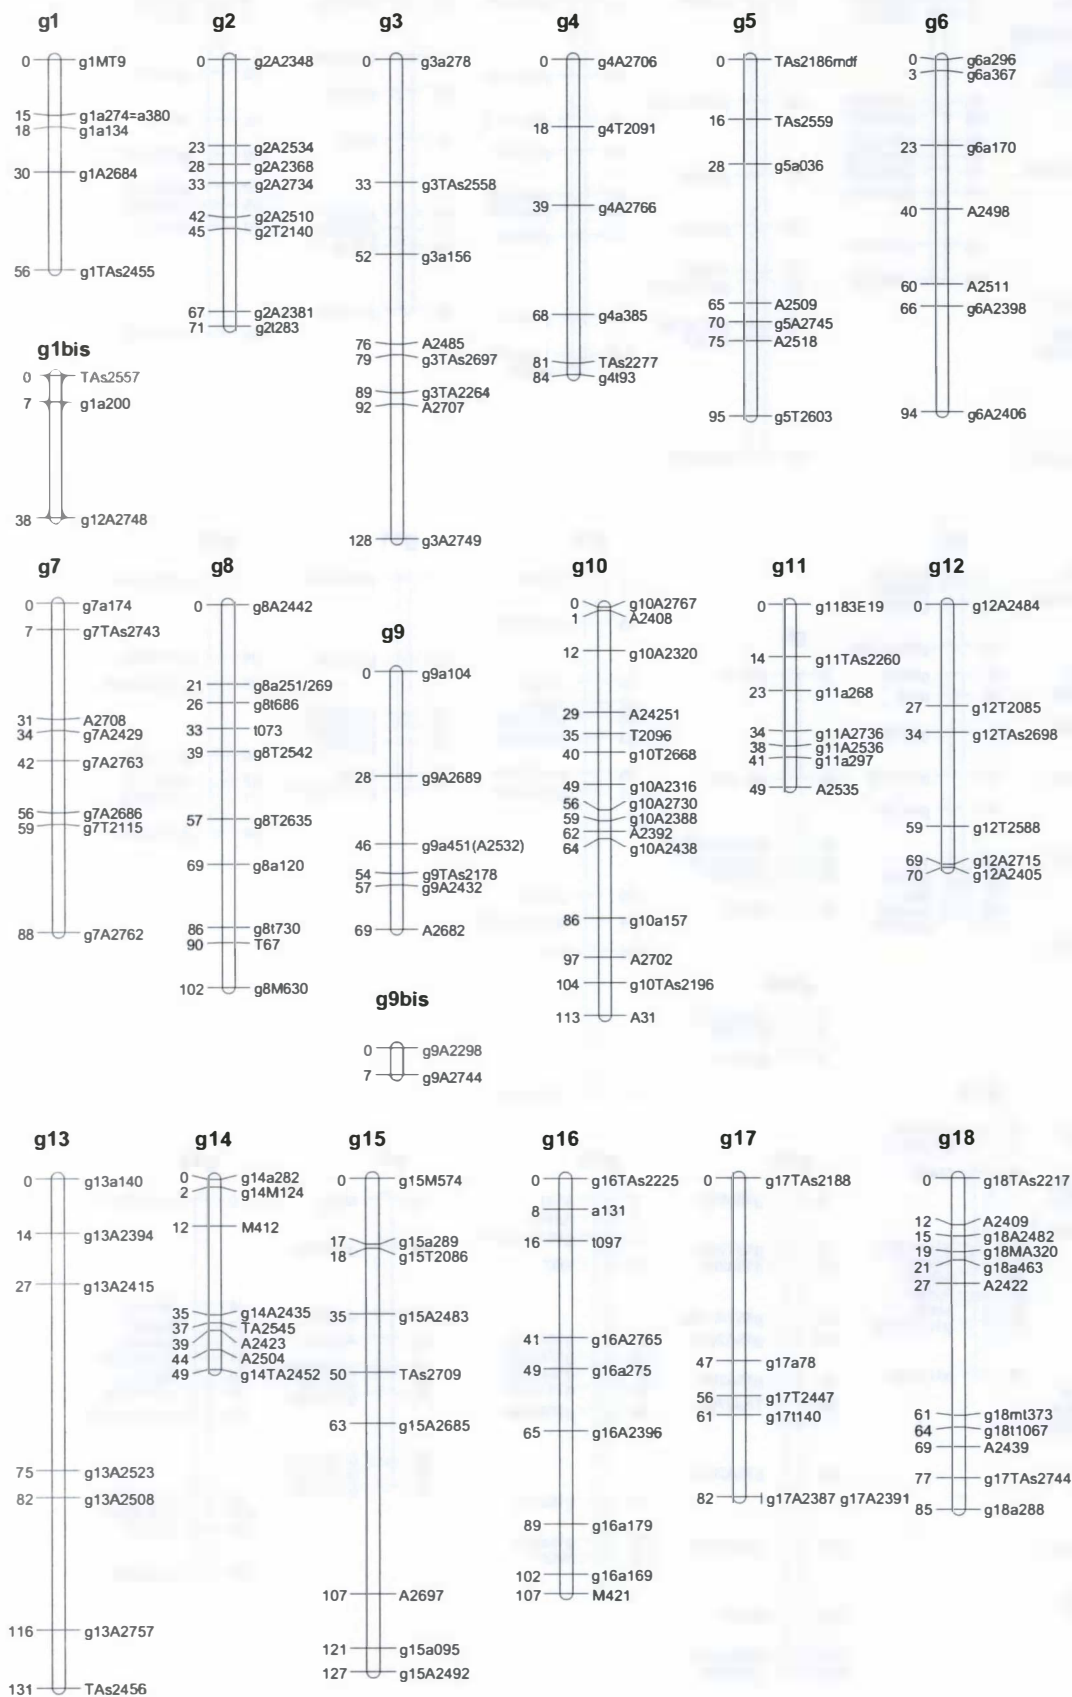 g1
0 g1MT9
15 g1a274=a380
18 g1a134
30 g1A2684
56 g1TAs2455
g1bis
0 TAs2557
7 g1a200
38 g12A2748
g2
0 g2A2348
23 g2A2534
28 g2A2368
33 g2A2734
42 g2A2510
45 g2T2140
67 g2A2381
71 g2t283
g3
0 g3a278
33 g3TAs2558
52 g3a156
76 A2485
79 g3TAs2697
89 g3TA2264
92 A2707
128 g3A2749
g4
0 g4A2706
18 g4T2091
39 g4A2766
68 g4a385
81 TAs2277
84 g4t93
g5
0 TAs2186mdf
16 TAs2559
28 g5a036
65 A2509
70 g5A2745
75 A2518
95 g5T2603
g6
0 g6a296
3 g6a367
23 g6a170
40 A2498
60 A2511
66 g6A2398
94 g6A2406
g7
0 g7a174
7 g7TAs2743
31 A2708
34 g7A2429
42 g7A2763
56 g7A2686
59 g7T2115
88 g7A2762
g8
0 g8A2442
21 g8a251/269
26 g8t686
33 t073
39 g8T2542
57 g8T2635
69 g8a120
86 g8t730
90 T67
102 g8M630
g9
0 g9a104
28 g9A2689
46 g9a451(A2532)
54 g9TAs2178
57 g9A2432
69 A2682
g9bis
0 g9A2298
7 g9A2744
g10
0 g10A2767
1 A2408
12 g10A2320
29 A24251
35 T2096
40 g10T2668
49 g10A2316
56 g10A2730
59 g10A2388
62 A2392
64 g10A2438
86 g10a157
97 A2702
104 g10TAs2196
113 A31
g11
0 g1183E19
14 g11TAs2260
23 g11a268
34 g11A2736
38 g11A2536
41 g11a297
49 A2535
g12
0 g12A2484
27 g12T2085
34 g12TAs2698
59 g12T2588
69 g12A2715
70 g12A2405
g13
0 g13a140
14 g13A2394
27 g13A2415
75 g13A2523
82 g13A2508
116 g13A2757
131 TAs2456
g14
0 g14a282
2 g14M124
12 M412
35 g14A2435
37 TA2545
39 A2423
44 A2504
49 g14TA2452
g15
0 g15M574
17 g15a289
18 g15T2086
35 g15A2483
50 TAs2709
63 g15A2685
107 A2697
121 g15a095
127 g15A2492
g16
0 g16TAs2225
8 a131
16 t097
41 g16A2765
49 g16a275
65 g16A2396
89 g16a179
102 g16a169
107 M421
g17
0 g17TAs2188
47 g17a78
56 g17T2447
61 g17t140
82 g17A2387 g17A2391
g18
0 g18TAs2217
12 A2409
15 g18A2482
19 g18MA320
21 g18a463
27 A2422
61 g18mt373
64 g18t1067
69 A2439
77 g17TAs2744
85 g18a288